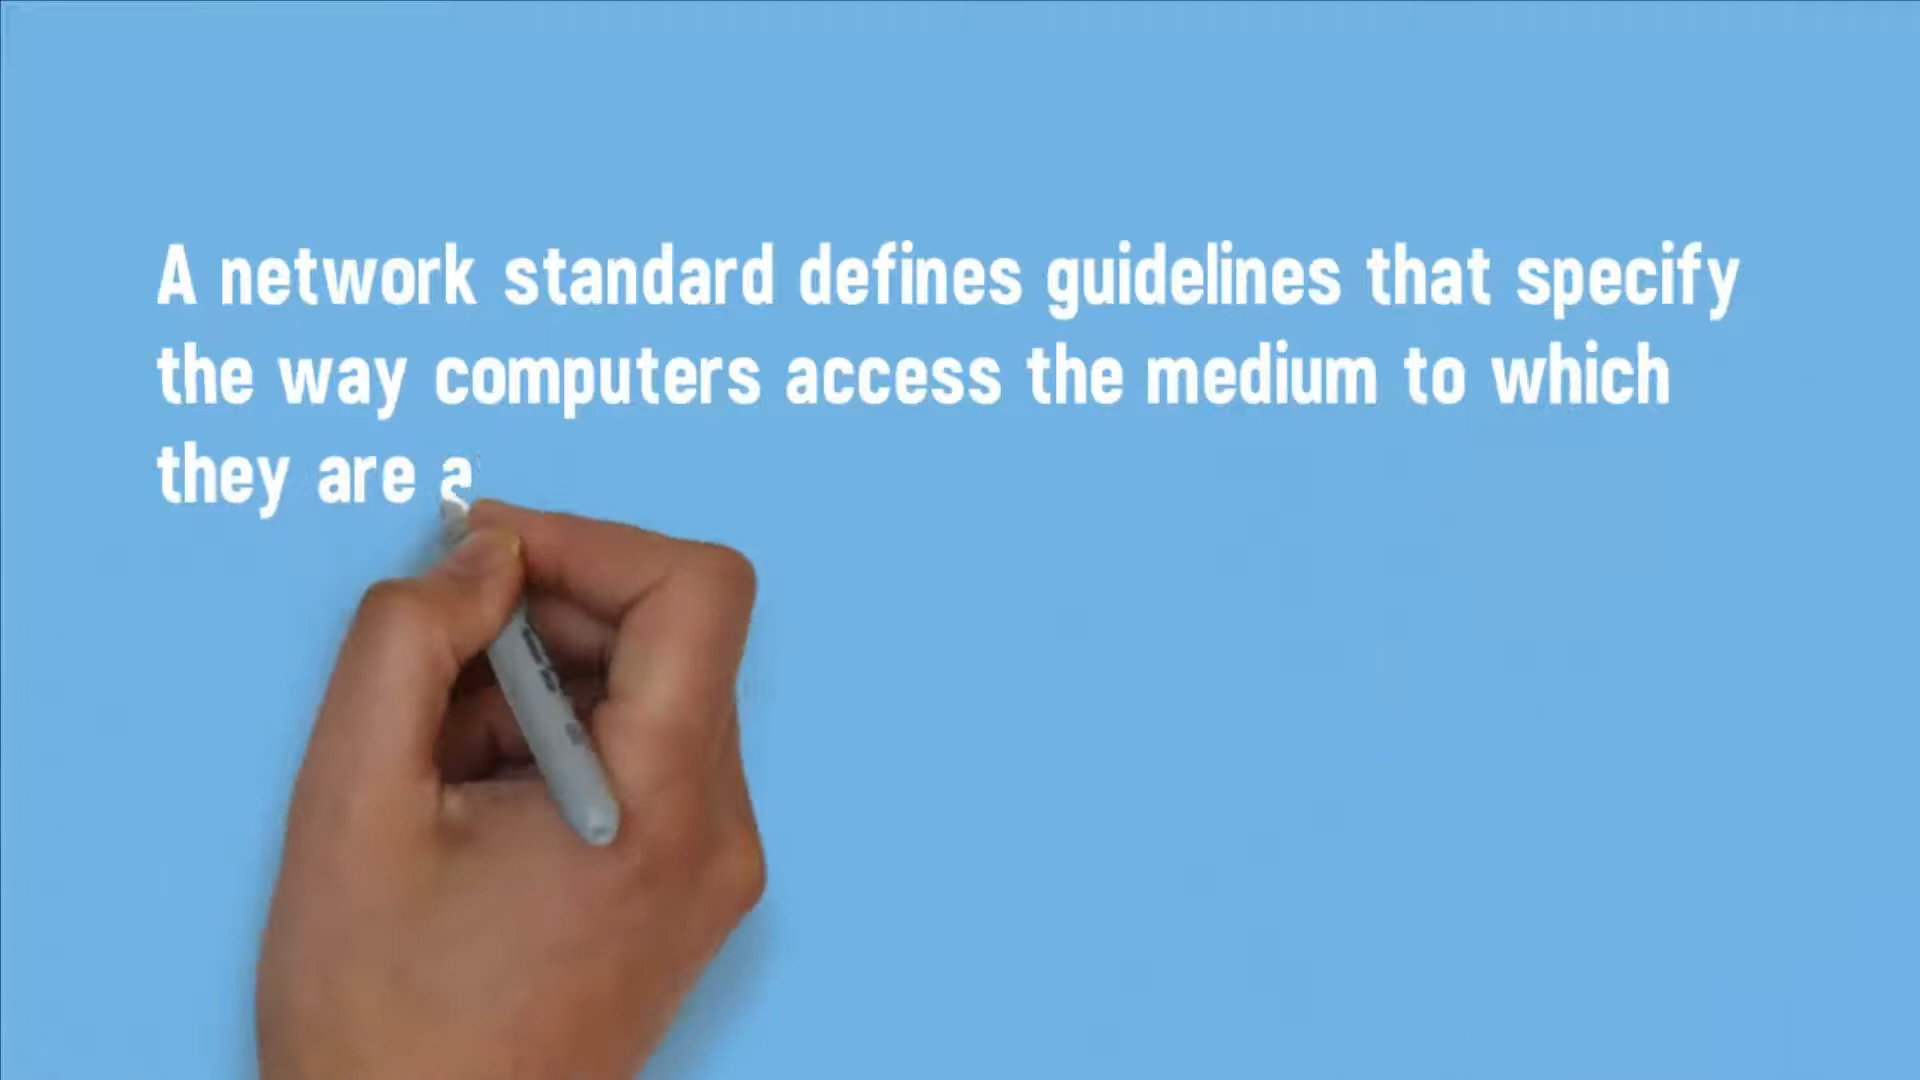 A network standard defines guidelines that specify
the way computers access the medium to which
they are a